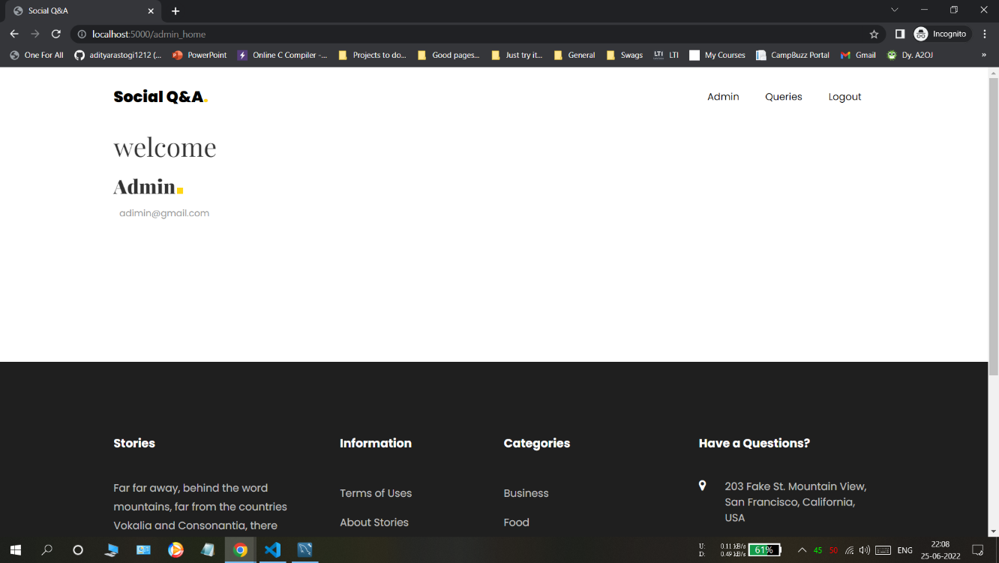 Social Q&A
localhost:5000/admin_home
Incognito
One For All
adityarastogi1212 (...
PowerPoint
Online C Compiler -...
Projects to do...
Good pages...
Just try it...
General
Swags
LTI LTI
My Courses
CampBuzz Portal
Gmail
Dy. A2OJ
»
Social Q&A.
Admin
Queries
Logout
welcome
Admin.
adimin@gmail.com
Stories
Far far away, behind the word
mountains, far from the countries
Vokalia and Consonantia, there
Information
Terms of Uses
About Stories
Categories
Business
Food
Have a Questions?
203 Fake St. Mountain View,
San Francisco, California,
USA
U: 0.11 kB/s
D: 0.49 kB/s
61%
45
50
ENG
22:08
25-06-2022